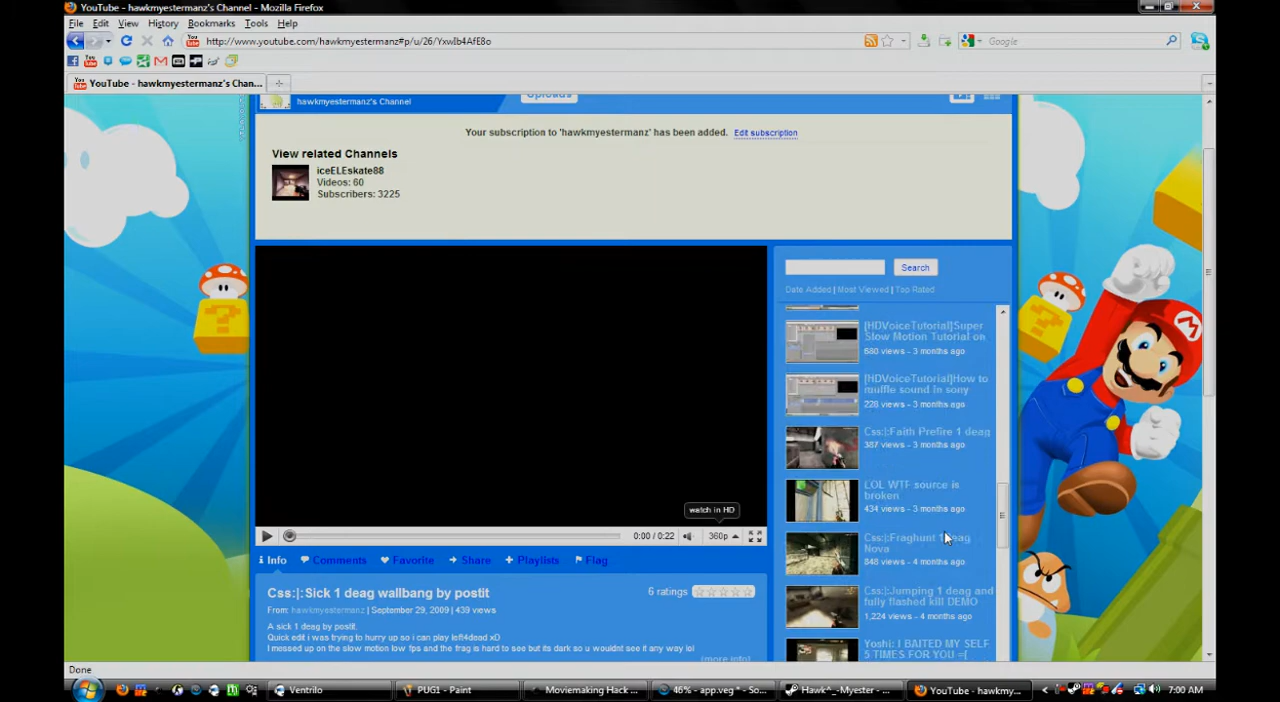 YouTube - hawkmyestermanz's Channel - Mozilla Firefox
File Edit View History Bookmarks Tools Help
http://www.youtube.com/hawkmyestermanz#p/u/26/Yxwlb4AfE8o
Google
YouTube - hawkmyestermanz's Chan...
hawkmyestermanz's Channel
Uploads
Your subscription to 'hawkmyestermanz' has been added. Edit subscription
View related Channels
iceELEskate88
Videos: 60
Subscribers: 3225
Search
Date Added | Most Viewed | Top Rated
[HDVoiceTutorial]Super
Slow Motion Tutorial on
680 views - 3 months ago
[HDVoiceTutorial]How to
muffle sound in sony
228 views - 3 months ago
Css:|:Faith Prefire 1 deag
387 views - 3 months ago
LOL WTF source is
broken
434 views - 3 months ago
Css:|:Fraghunt 1 deag
Nova
848 views - 4 months ago
Css:|:Jumping 1 deag and
fully flashed kill DEMO
1,224 views - 4 months ago
Yoshi: I BAITED MY SELF
5 TIMES FOR YOU =[
watch in HD
0:00 / 0:22 360p
Info Comments Favorite Share Playlists Flag
Css:|:Sick 1 deag wallbang by postit
6 ratings
From: hawkmyestermanz | September 29, 2009 | 439 views
A sick 1 deag by postit.
Quick edit i was trying to hurry up so i can play left4dead xD
I messed up on the slow motion low fps and the frag is hard to see but its dark so u wouldnt see it any way lol
(more info)
Done
Ventrilo
PUG1 - Paint
Moviemaking Hack ...
46% - app.veg * - So...
Hawk^_-Myester - ...
YouTube - hawkmy...
7:00 AM